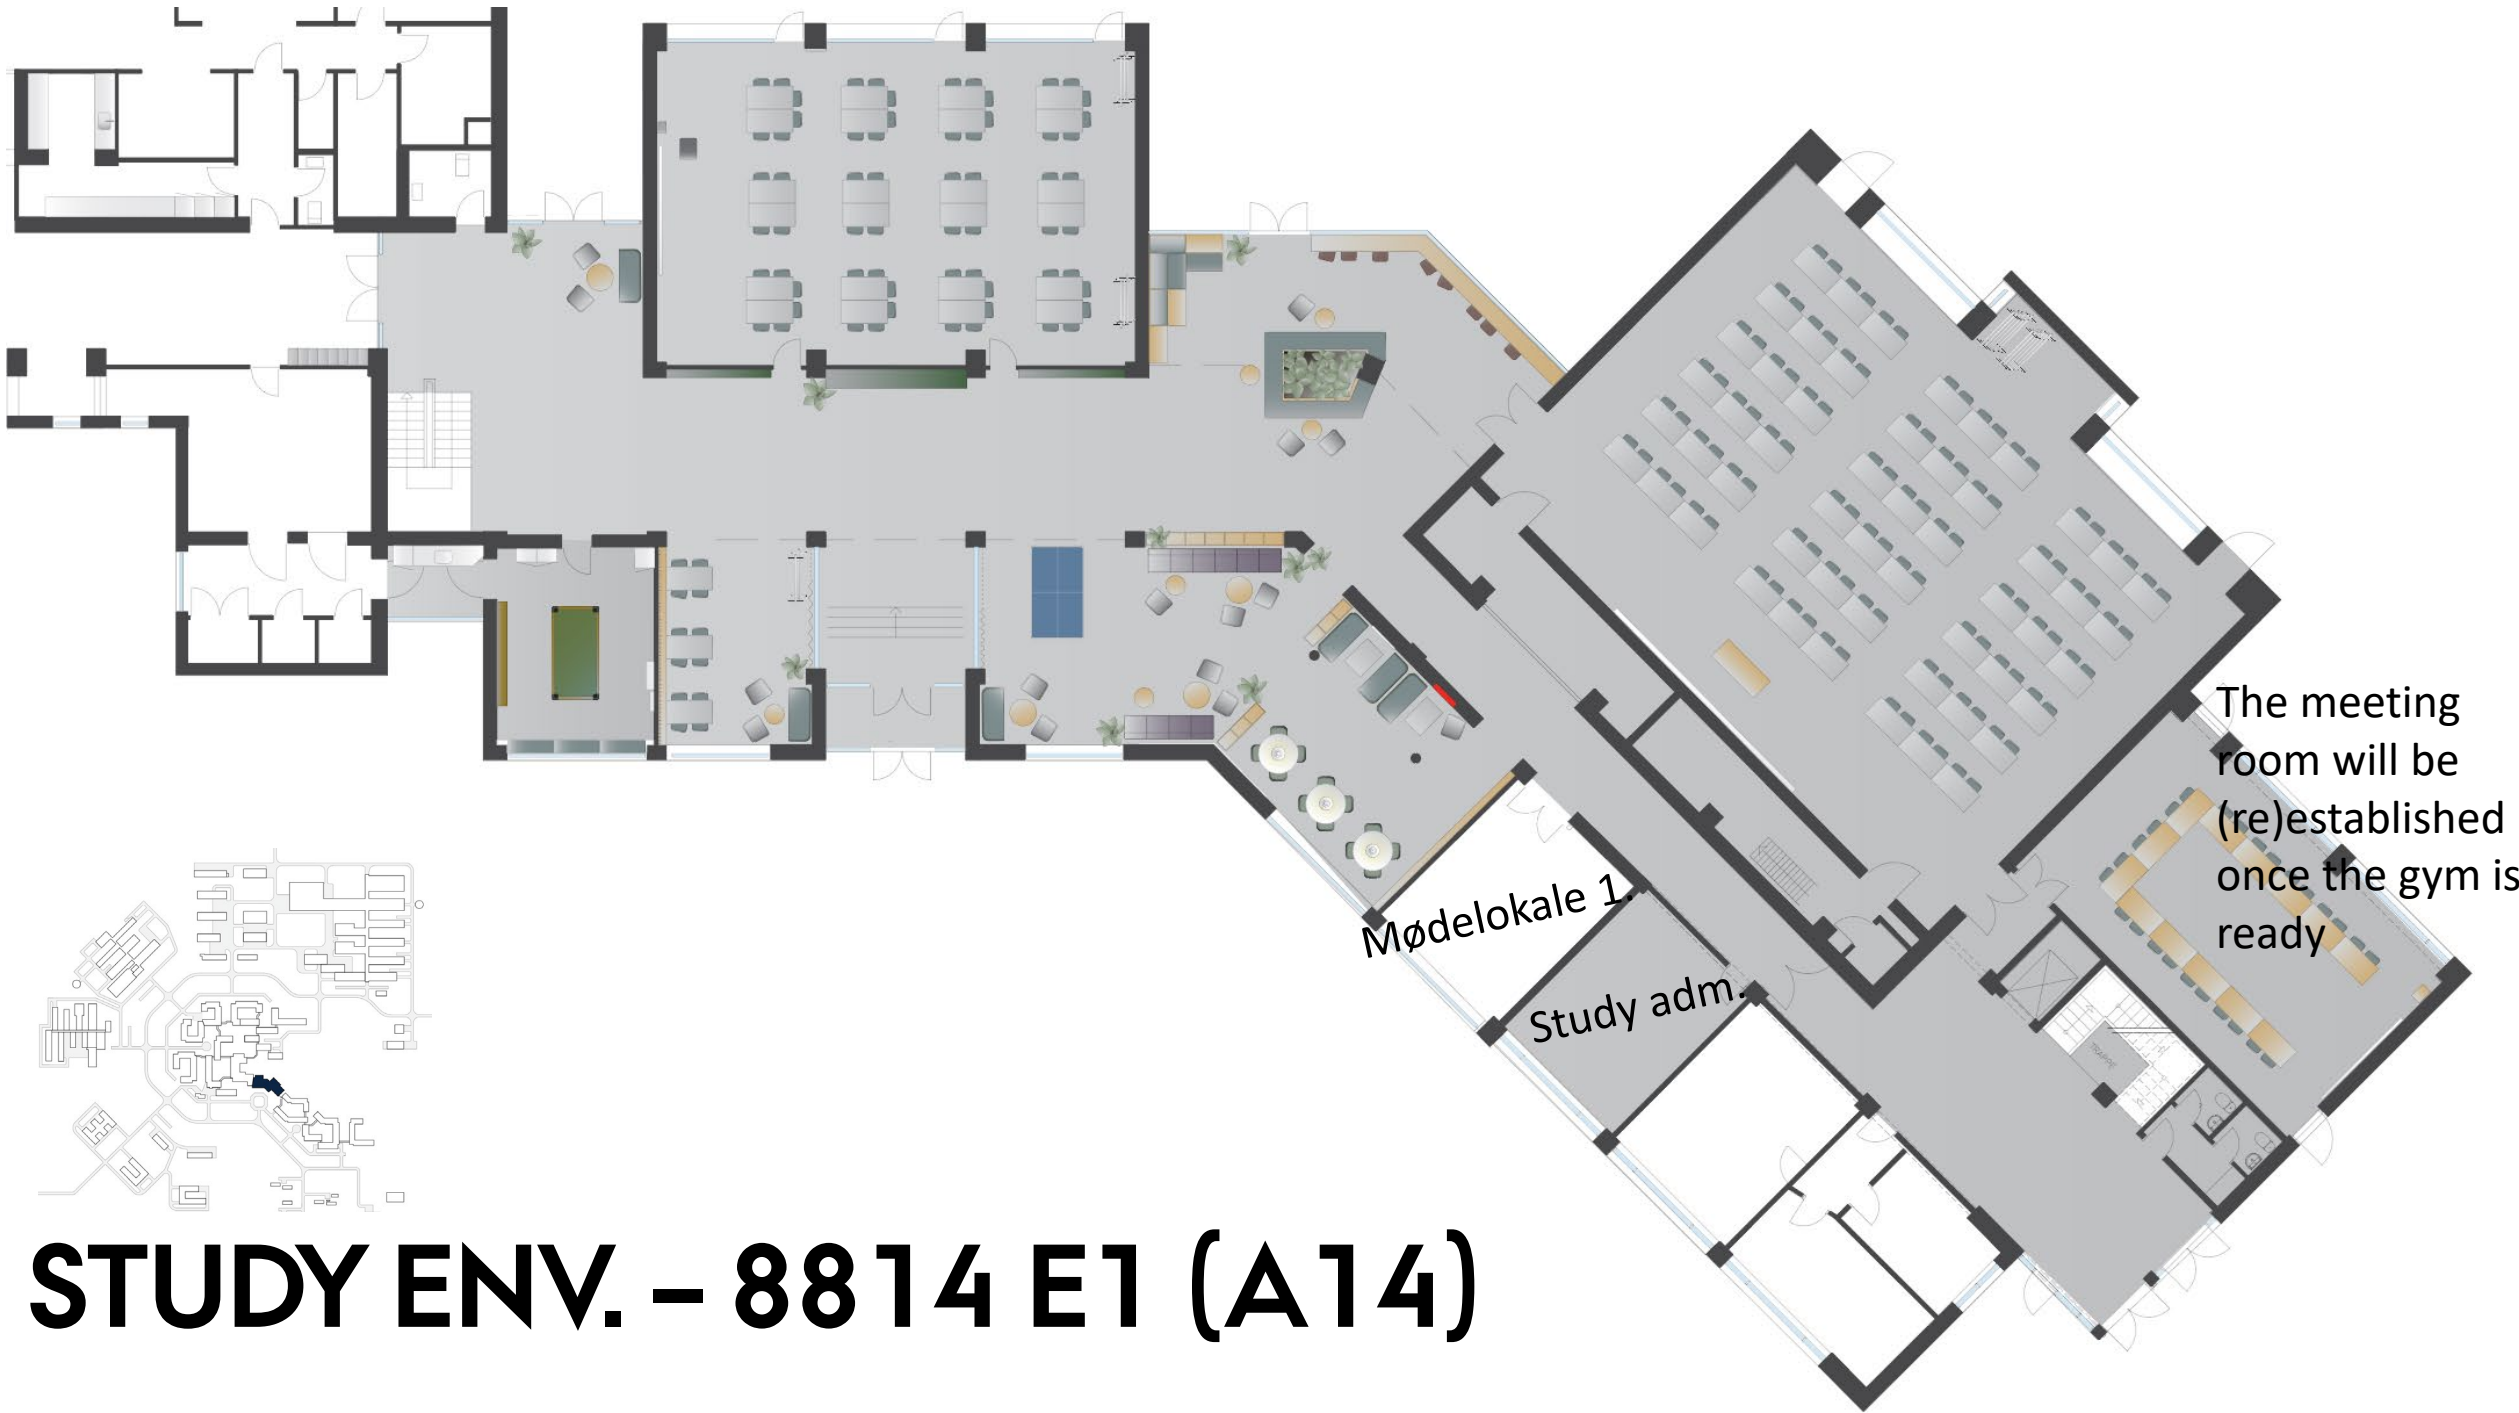 The meeting
room will be
(re)established
once the gym is
ready
Mødelokale 1.
Study adm.
TRAPPE
STUDY ENV. – 8814 E1 (A14)